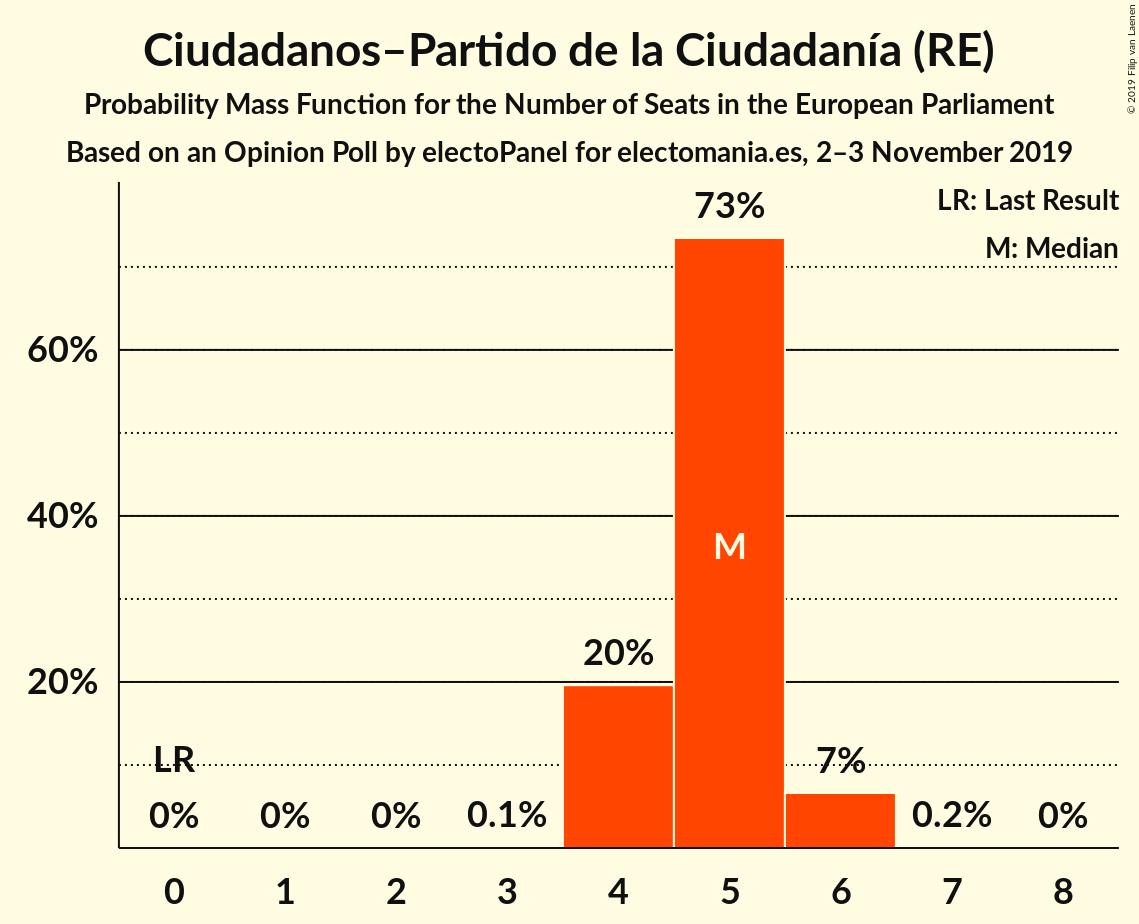 Ciudadanos–Partido de la Ciudadanía (RE)
Probability Mass Function for the Number of Seats in the European Parliament
Based on an Opinion Poll by electoPanel for electomania.es, 2–3 November 2019
© 2019 Filip van Laenen
LR: Last Result
M: Median
73%
60%
40%
M
20%
20%
LR
7%
0% 0% 0% 0.1% 0.2% 0%
0 1 2 3 4 5 6 7 8